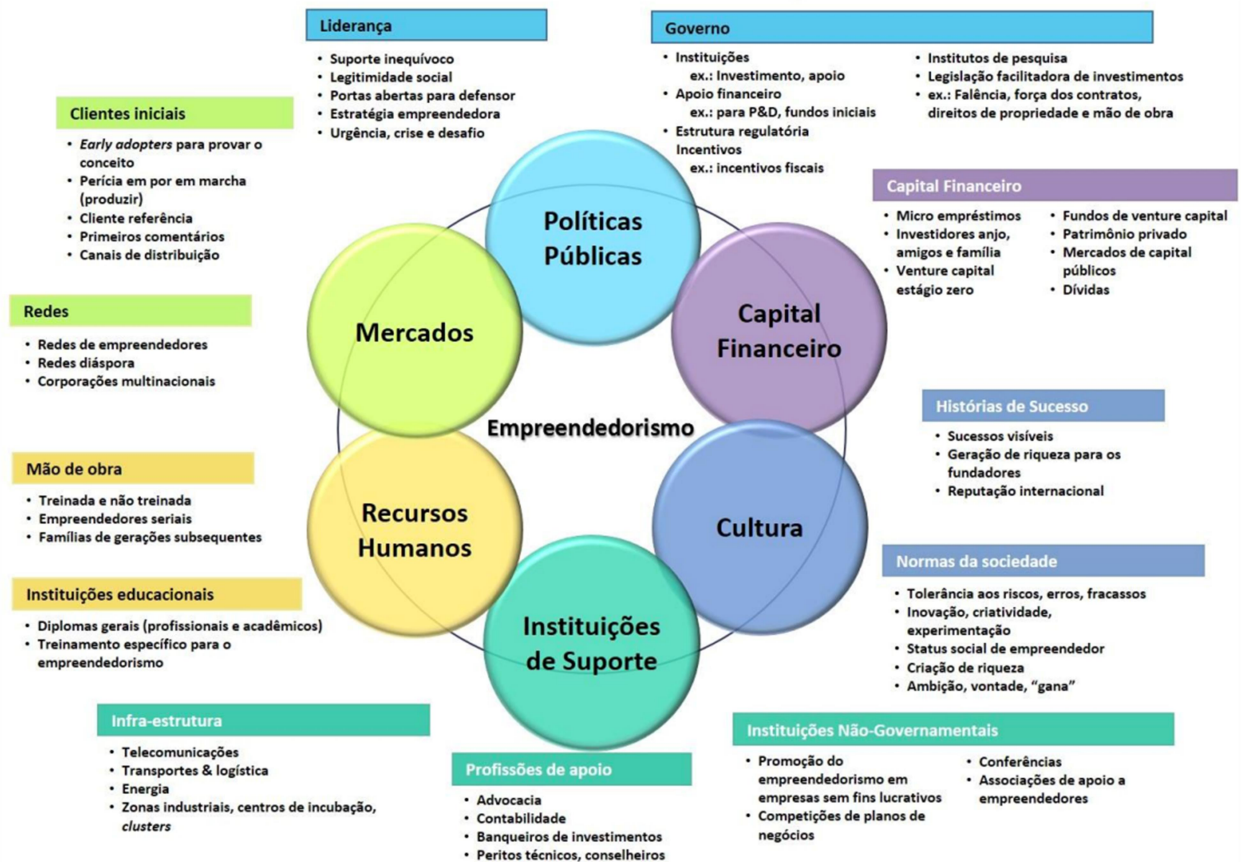 Liderança
• Suporte inequívoco
• Legitimidade social
• Portas abertas para defensor
• Estratégia empreendedora
• Urgência, crise e desafio
Governo
• Instituições
ex.: Investimento, apoio
• Apoio financeiro
ex.: para P&D, fundos iniciais
• Estrutura regulatória
Incentivos
ex.: incentivos fiscais
• Institutos de pesquisa
• Legislação facilitadora de investimentos
• ex.: Falência, força dos contratos,
direitos de propriedade e mão de obra
Clientes iniciais
• Early adopters para provar o
conceito
• Perícia em por em marcha
(produzir)
• Cliente referência
• Primeiros comentários
• Canais de distribuição
Capital Financeiro
• Micro empréstimos
• Investidores anjo,
amigos e família
• Venture capital
estágio zero
• Fundos de venture capital
• Patrimônio privado
• Mercados de capital
públicos
• Dívidas
Redes
• Redes de empreendedores
• Redes diáspora
• Corporações multinacionais
Políticas
Públicas
Mercados
Capital
Financeiro
Empreendedorismo
Recursos
Humanos
Cultura
Instituições
de Suporte
Histórias de Sucesso
• Sucessos visíveis
• Geração de riqueza para os
fundadores
• Reputação internacional
Mão de obra
• Treinada e não treinada
• Empreendedores seriais
• Famílias de gerações subsequentes
Normas da sociedade
• Tolerância aos riscos, erros, fracassos
• Inovação, criatividade,
experimentação
• Status social de empreendedor
• Criação de riqueza
• Ambição, vontade, “gana”
Instituições educacionais
• Diplomas gerais (profissionais e acadêmicos)
• Treinamento específico para o
empreendedorismo
Infra-estrutura
• Telecomunicações
• Transportes & logística
• Energia
• Zonas industriais, centros de incubação,
clusters
Profissões de apoio
• Advocacia
• Contabilidade
• Banqueiros de investimentos
• Peritos técnicos, conselheiros
Instituições Não-Governamentais
• Promoção do
empreendedorismo em
empresas sem fins lucrativos
• Competições de planos de
negócios
• Conferências
• Associações de apoio a
empreendedores